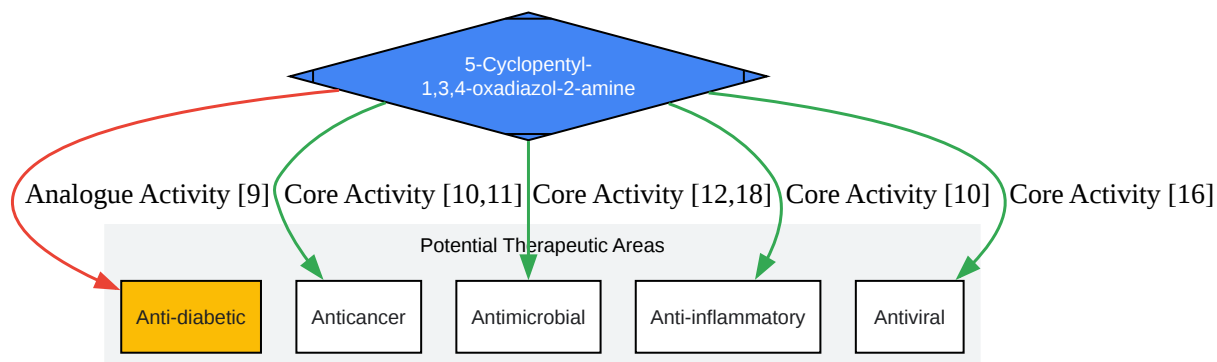 5-Cyclopentyl-
1,3,4-oxadiazol-2-amine
Analogue Activity [9]
Core Activity [10,11]
Core Activity [12,18]
Core Activity [10]
Core Activity [16]
Potential Therapeutic Areas
Anti-diabetic
Anticancer
Antimicrobial
Anti-inflammatory
Antiviral